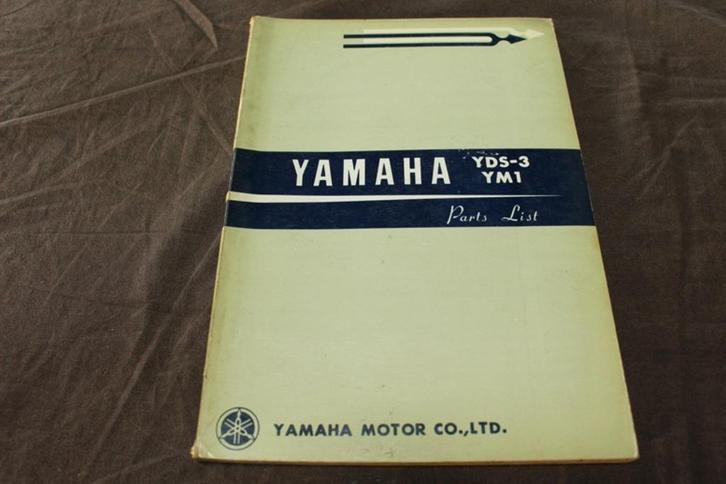 YAMAHA YDS-3
YM1
Parts List
YAMAHA MOTOR CO.,LTD.